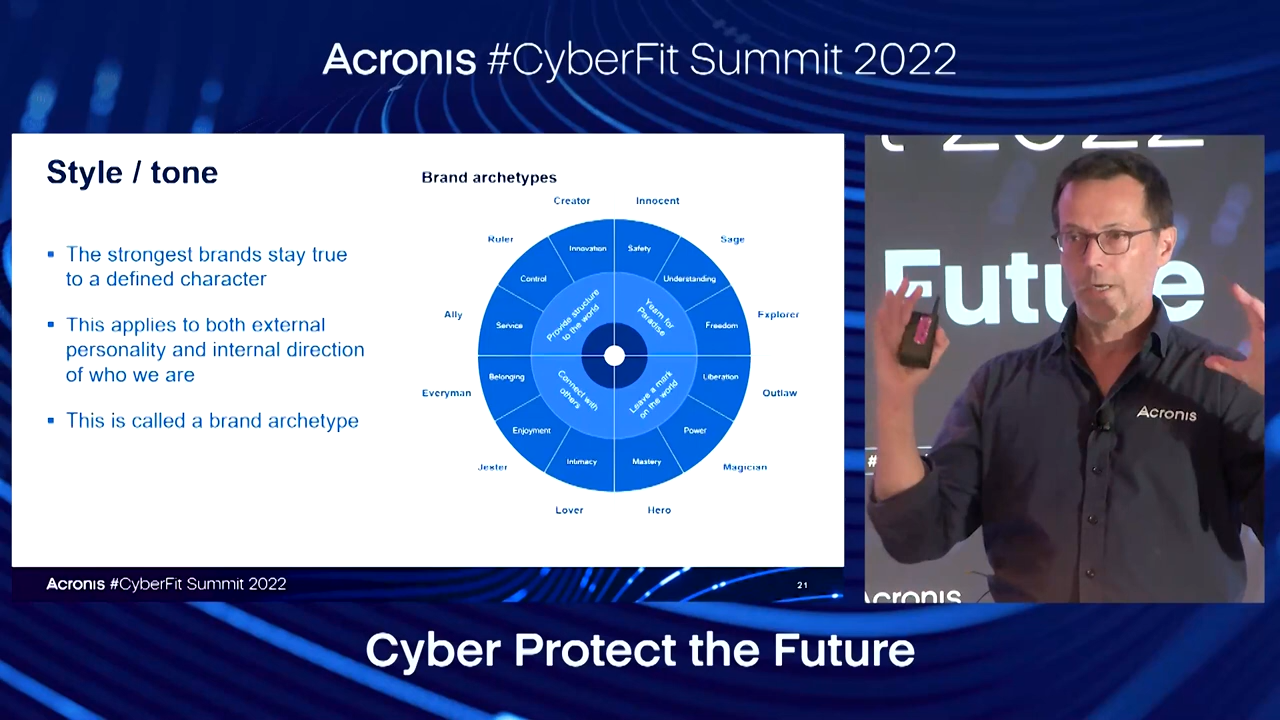 Acronis #CyberFit Summit 2022
Style / tone
The strongest brands stay true
to a defined character
This applies to both external
personality and internal direction
of who we are
This is called a brand archetype
Brand archetypes
Creator
Innocent
Ruler
Sage
Ally
Explorer
Everyman
Outlaw
Jester
Magician
Lover
Hero
Innovation
Safety
Control
Understanding
Service
Freedom
Belonging
Liberation
Enjoyment
Power
Intimacy
Mastery
Provide structure
to the world
Yearn for
Paradise
Connect with
others
Leave a mark
on the world
Acronis #CyberFit Summit 2022
21
2022
Future
Acronis
#
Acronis
Cyber Protect the Future